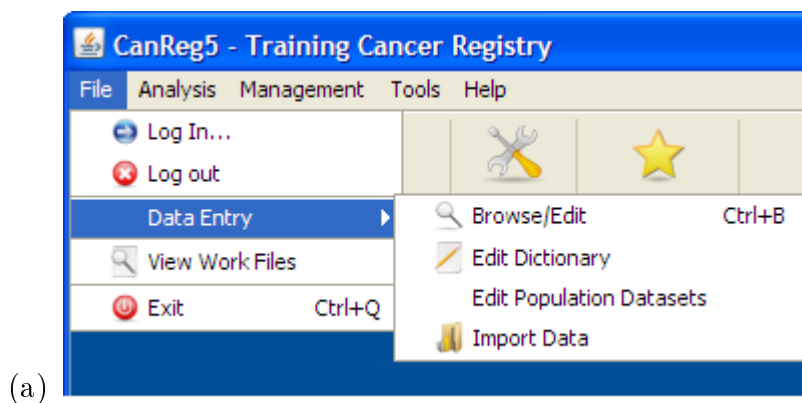 CanReg5 - Training Cancer Registry
File Analysis Management Tools Help
Log In...
Log out
Data Entry
Browse/Edit Ctrl+B
Edit Dictionary
View Work Files
Edit Population Datasets
Exit Ctrl+Q
Import Data
(a)